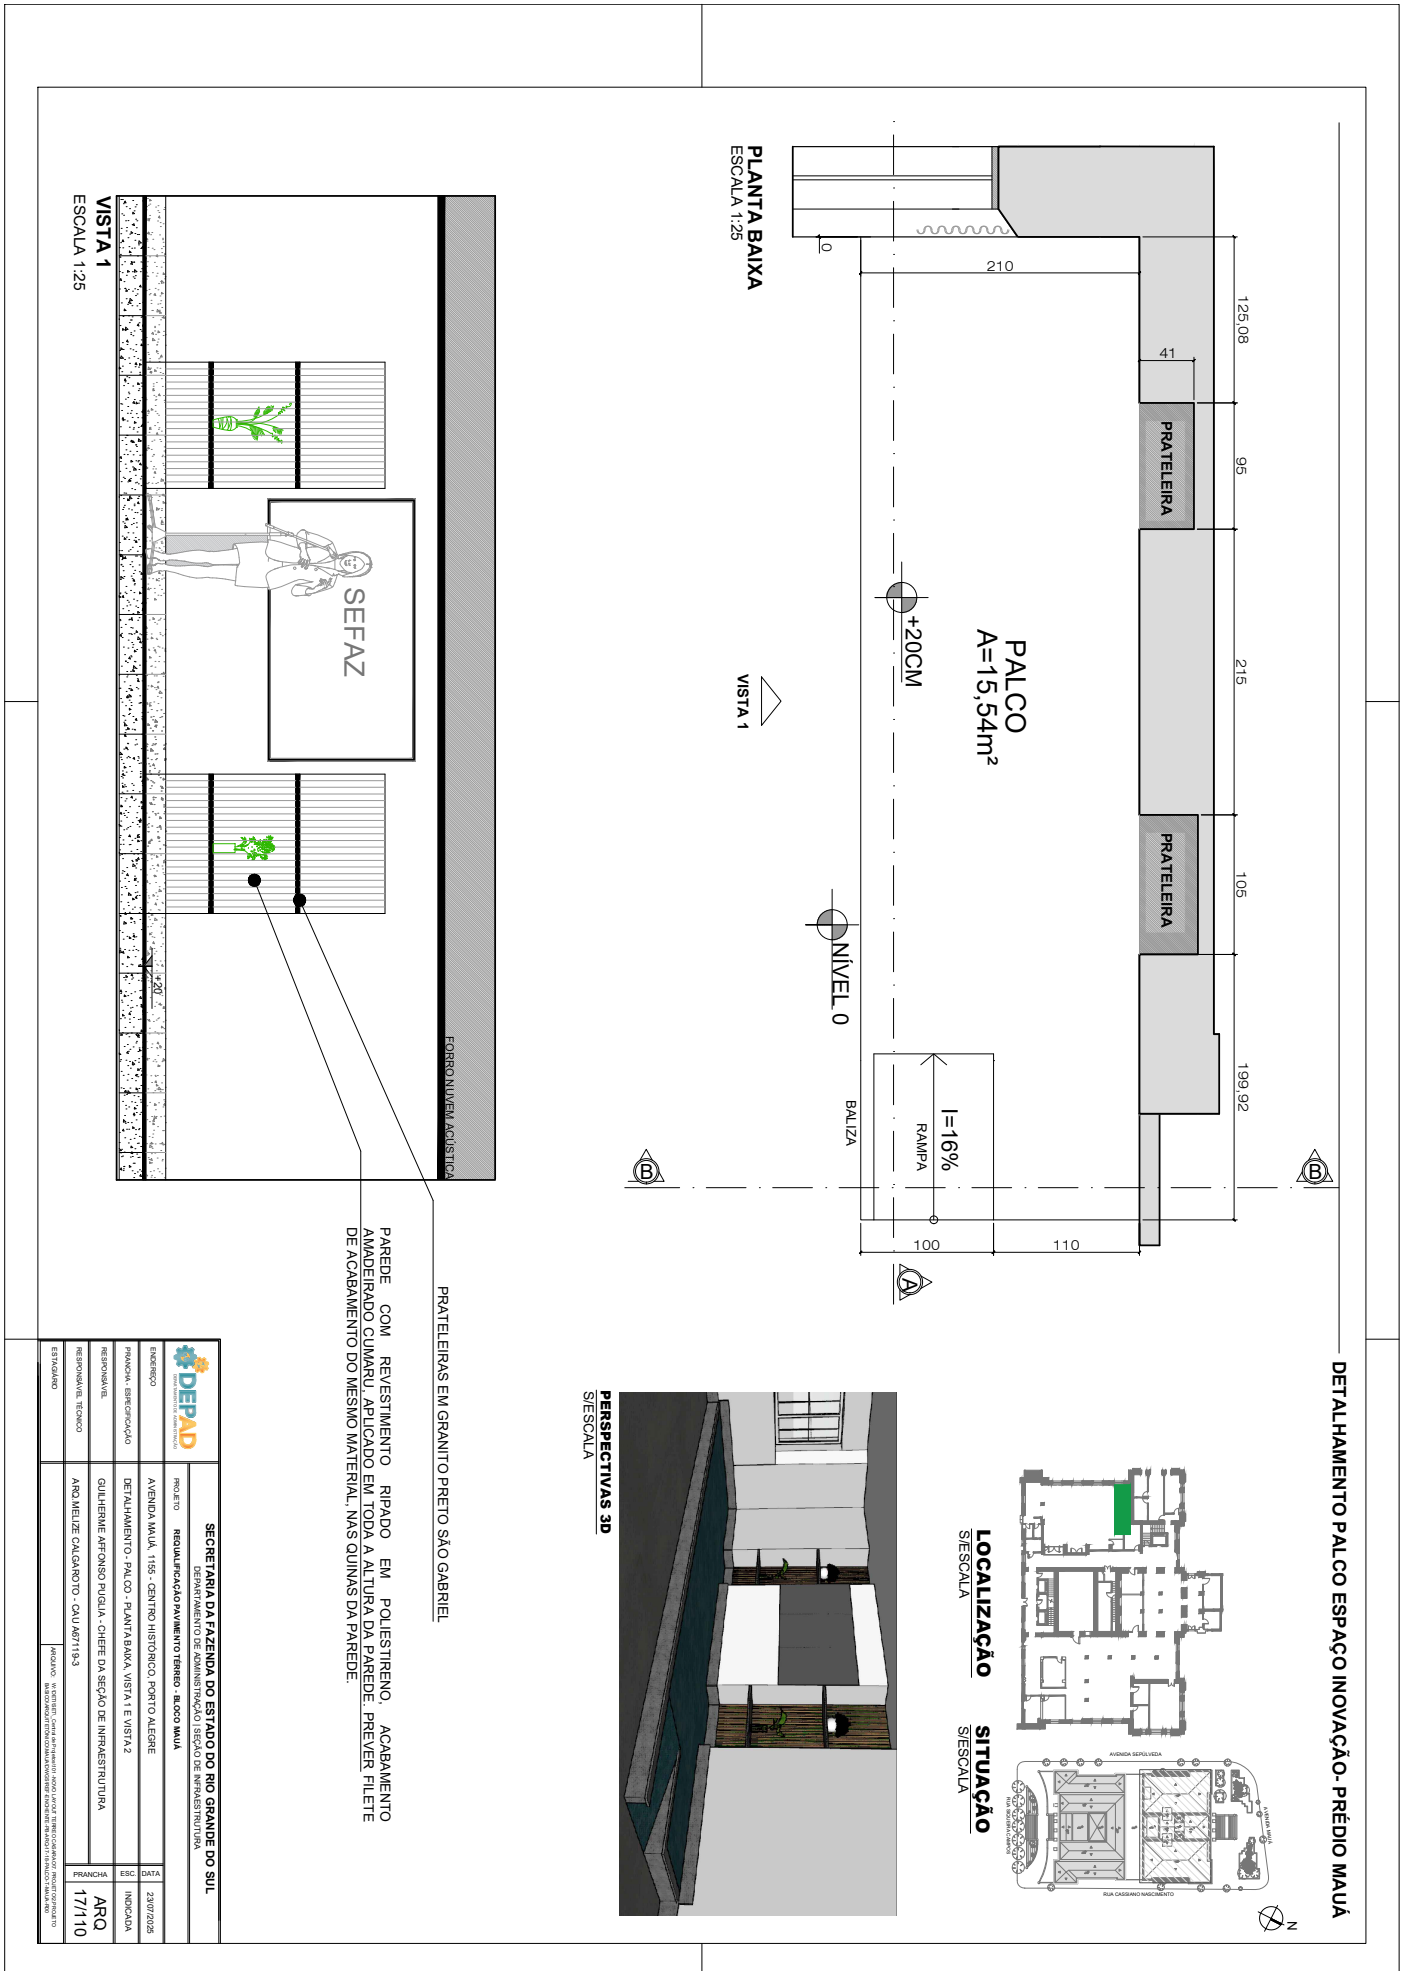 DETALHAMENTO PALCO ESPAÇO INOVAÇÃO- PRÉDIO MAUÁ
125,08
95
215
105
199,92
41
PRATELEIRA
PRATELEIRA
210
0
PALCO
A=15,54m²
+20CM
NÍVEL 0
I=16%
RAMPA
BALIZA
100
110
A
B
B
VISTA 1
PLANTA BAIXA
ESCALA 1:25
LOCALIZAÇÃO
S/ESCALA
SITUAÇÃO
S/ESCALA
AVENIDA SEPÚLVEDA
AVENIDA MAUÁ
RUA SIQUEIRA CAMPOS
RUA CASSIANO NASCIMENTO
N
PERSPECTIVAS 3D
S/ESCALA
FORRO NUVEM ACÚSTICA
SEFAZ
+20
VISTA 1
ESCALA 1:25
PRATELEIRAS EM GRANITO PRETO SÃO GABRIEL
PAREDE COM REVESTIMENTO RIPADO EM POLIESTIRENO, ACABAMENTO
AMADEIRADO CUMARU, APLICADO EM TODA A ALTURA DA PAREDE. PREVER FILETE
DE ACABAMENTO DO MESMO MATERIAL, NAS QUINAS DA PAREDE.
DEPAD
DEPARTAMENTO DE ADMINISTRAÇÃO
SECRETARIA DA FAZENDA DO ESTADO DO RIO GRANDE DO SUL
DEPARTAMENTO DE ADMINISTRAÇÃO | SEÇÃO DE INFRAESTRUTURA
PROJETO REQUALIFICAÇÃO PAVIMENTO TÉRREO - BLOCO MAUÁ
ENDEREÇO AVENIDA MAUÁ, 1155 - CENTRO HISTÓRICO, PORTO ALEGRE
DATA 23/07/2025
PRANCHA - ESPECIFICAÇÃO DETALHAMENTO - PALCO - PLANTA BAIXA, VISTA 1 E VISTA 2
ESC. INDICADA
RESPONSÁVEL GUILHERME AFFONSO PUGLIA - CHEFE DA SEÇÃO DE INFRAESTRUTURA
RESPONSÁVEL TÉCNICO ARQ.MELIZE CALGAROTO - CAU A67119-3
PRANCHA ARQ
17/110
ESTAGIÁRIO
ARQUIVO: